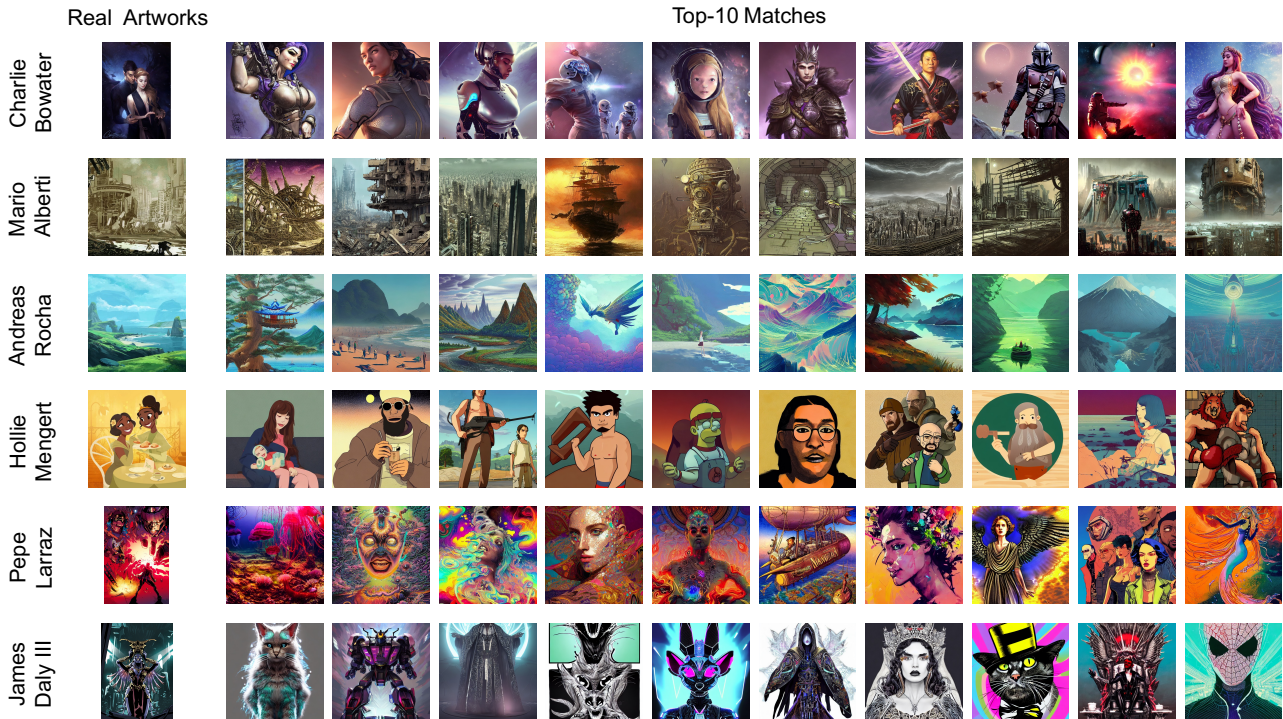 Real Artworks
Top-10 Matches
Charlie
Bowater
Mario
Alberti
Andreas
Rocha
Hollie
Mengert
Pepe
Larraz
James
Daly III